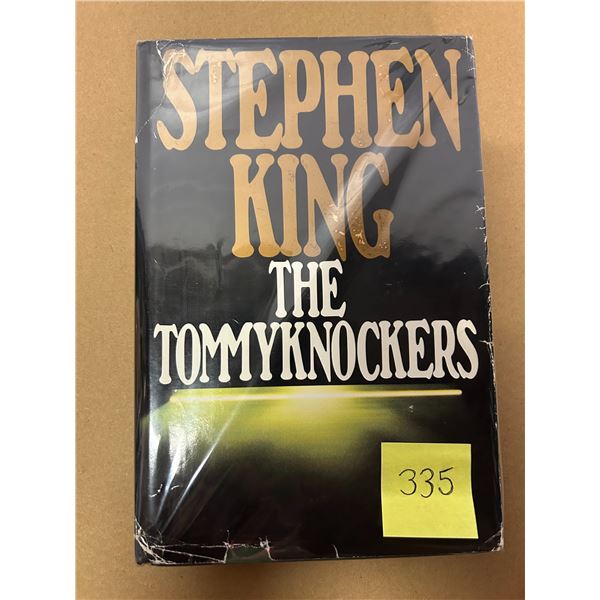 STEPHEN
KING
THE
TOMMYKNOCKERS
335